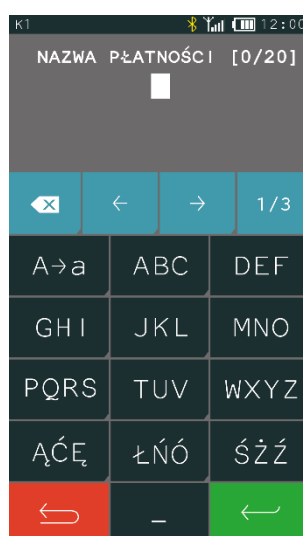 K1 12:00
NAZWA PŁATNOŚCI [0/20]
← → 1/3
A→a ABC DEF
GHI JKL MNO
PQRS TUV WXYZ
ĄĆĘ ŁŃÓ ŚŻŹ
_